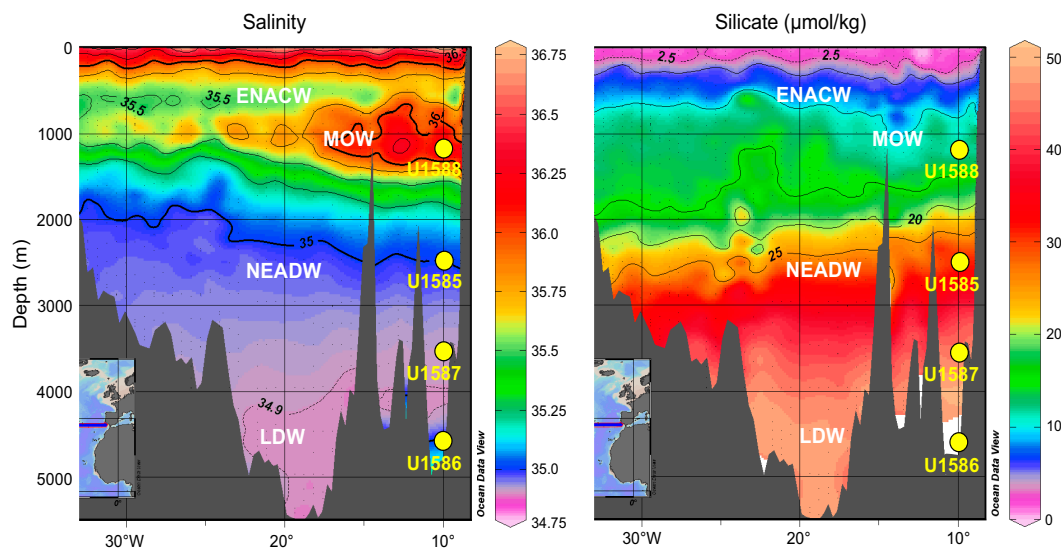 Salinity
Silicate (μmol/kg)
Depth (m)
0
1000
2000
3000
4000
5000
30°W
20°
10°
36.5
35.5
35.5
36
35
34.9
ENACW
MOW
NEADW
LDW
U1588
U1585
U1587
U1586
Ocean Data View
36.75
36.5
36.25
36.0
35.75
35.5
35.25
35.0
34.75
2.5
2.5
20
25
ENACW
MOW
NEADW
LDW
U1588
U1585
U1587
U1586
Ocean Data View
30°W
20°
10°
50
40
30
20
10
0